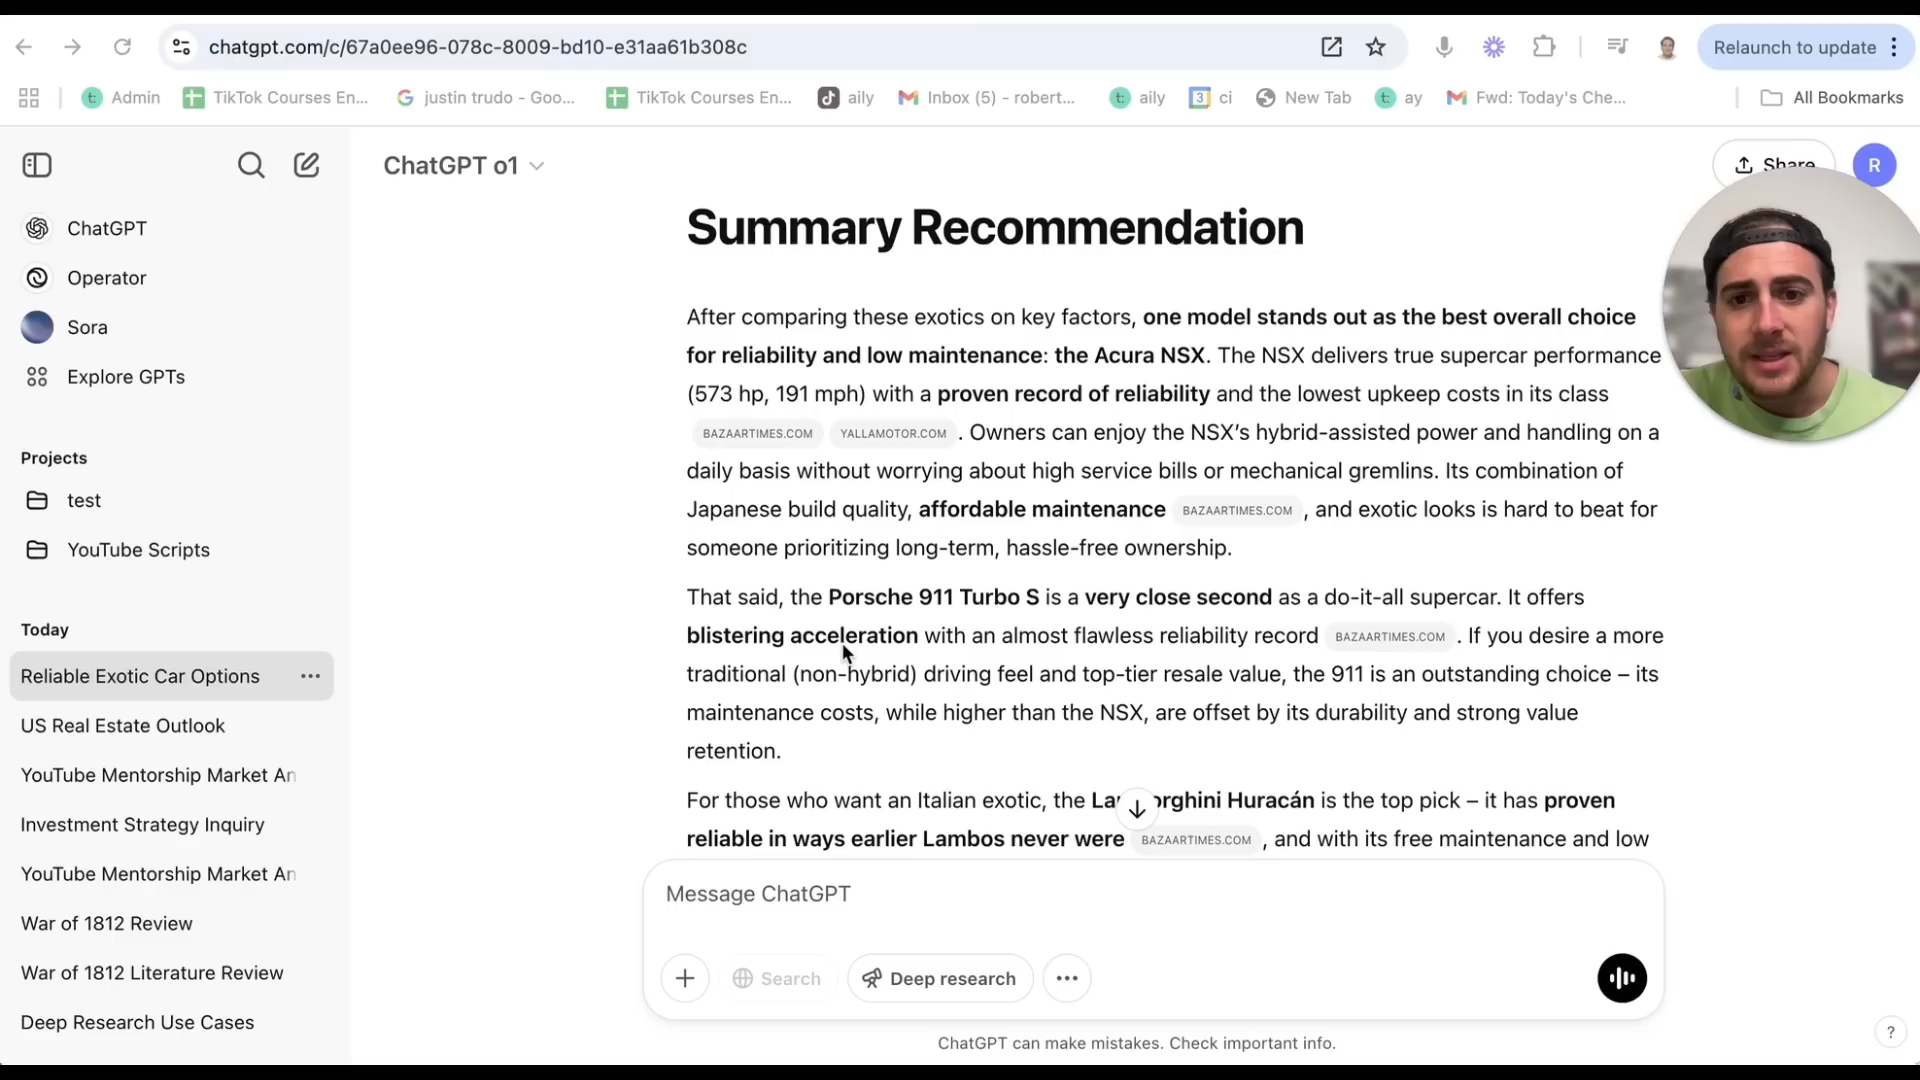 chatgpt.com/c/67a0ee96-078c-8009-bd10-e31aa61b308c
Relaunch to update
Admin
TikTok Courses En...
justin trudo - Goo...
TikTok Courses En...
aily
Inbox (5) - robert...
aily
3
ci
New Tab
ay
Fwd: Today's Che...
All Bookmarks
ChatGPT o1
Share
R
ChatGPT
Operator
Sora
Explore GPTs
Projects
test
YouTube Scripts
Today
Reliable Exotic Car Options
US Real Estate Outlook
YouTube Mentorship Market An
Investment Strategy Inquiry
YouTube Mentorship Market An
War of 1812 Review
War of 1812 Literature Review
Deep Research Use Cases
Summary Recommendation
After comparing these exotics on key factors, one model stands out as the best overall choice
for reliability and low maintenance: the Acura NSX. The NSX delivers true supercar performance
(573 hp, 191 mph) with a proven record of reliability and the lowest upkeep costs in its class
BAZAARTIMES.COM YALLAMOTOR.COM . Owners can enjoy the NSX’s hybrid-assisted power and handling on a
daily basis without worrying about high service bills or mechanical gremlins. Its combination of
Japanese build quality, affordable maintenance BAZAARTIMES.COM , and exotic looks is hard to beat for
someone prioritizing long-term, hassle-free ownership.
That said, the Porsche 911 Turbo S is a very close second as a do-it-all supercar. It offers
blistering acceleration with an almost flawless reliability record BAZAARTIMES.COM . If you desire a more
traditional (non-hybrid) driving feel and top-tier resale value, the 911 is an outstanding choice – its
maintenance costs, while higher than the NSX, are offset by its durability and strong value
retention.
For those who want an Italian exotic, the Huracán is the top pick – it has proven
reliable in ways earlier Lambos never were BAZAARTIMES.COM , and with its free maintenance and low
Message ChatGPT
Search
Deep research
ChatGPT can make mistakes. Check important info.
?